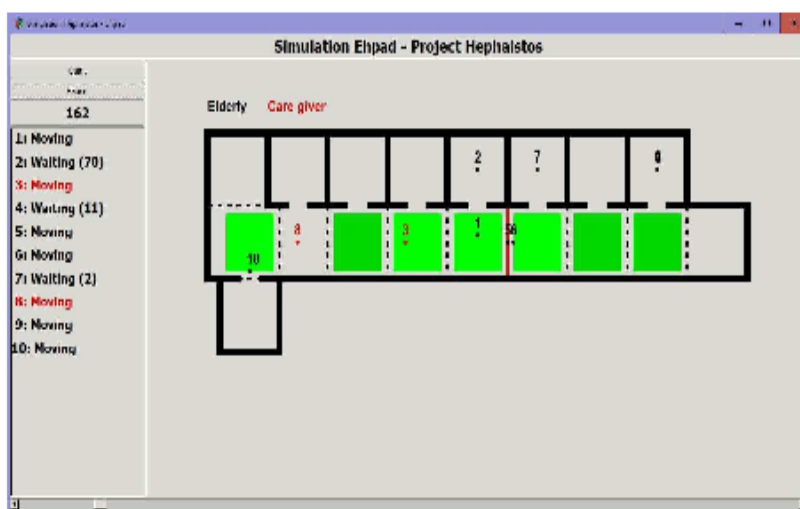 Simulation Ehpad - Project Hephaistos
162
1: Moving
2: Waiting (70)
3: Moving
4: Waiting (11)
5: Moving
6: Moving
7: Waiting (2)
8: Moving
9: Moving
10: Moving
Elderly Care giver
2 7
8 3 1 56
10